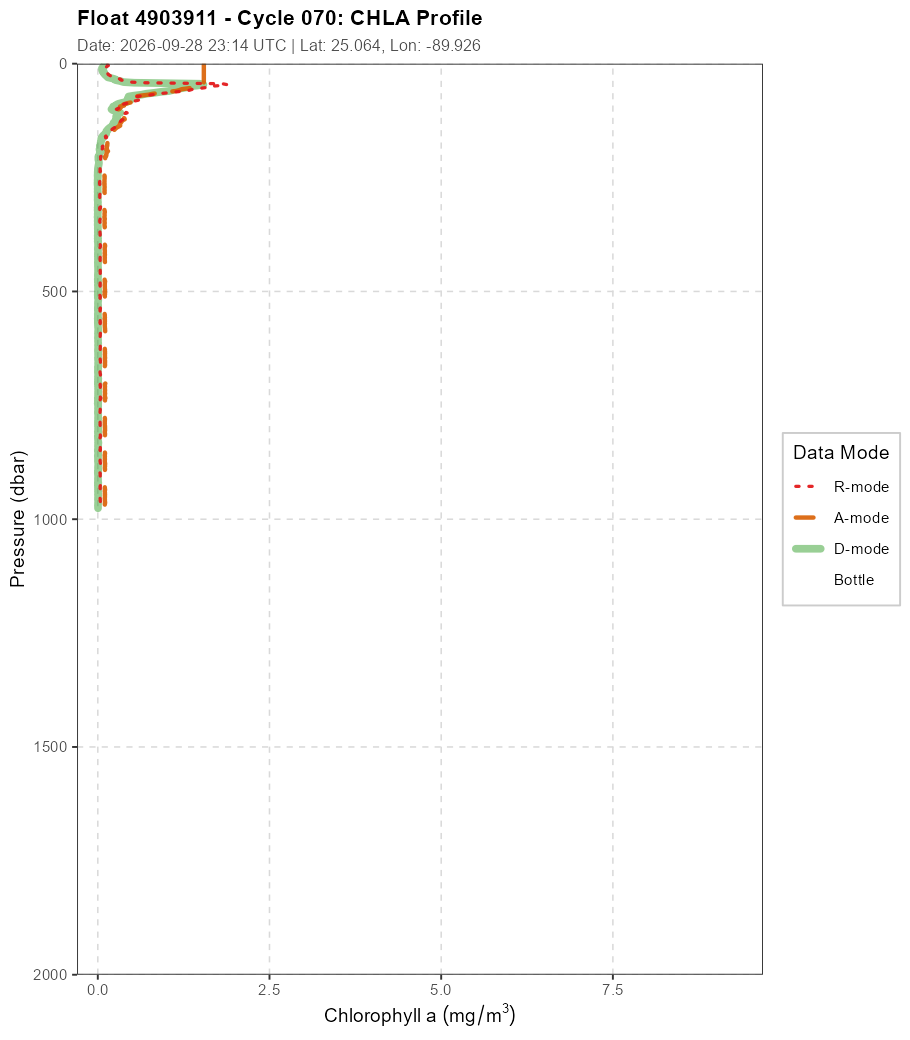 Float 4903911 - Cycle 070: CHLA Profile
Date: 2026-09-28 23:14 UTC | Lat: 25.064, Lon: -89.926
0
500
1000
1500
2000
Pressure (dbar)
0.0
2.5
5.0
7.5
Chlorophyll a (mg/m³)
Data Mode
R-mode
A-mode
D-mode
Bottle